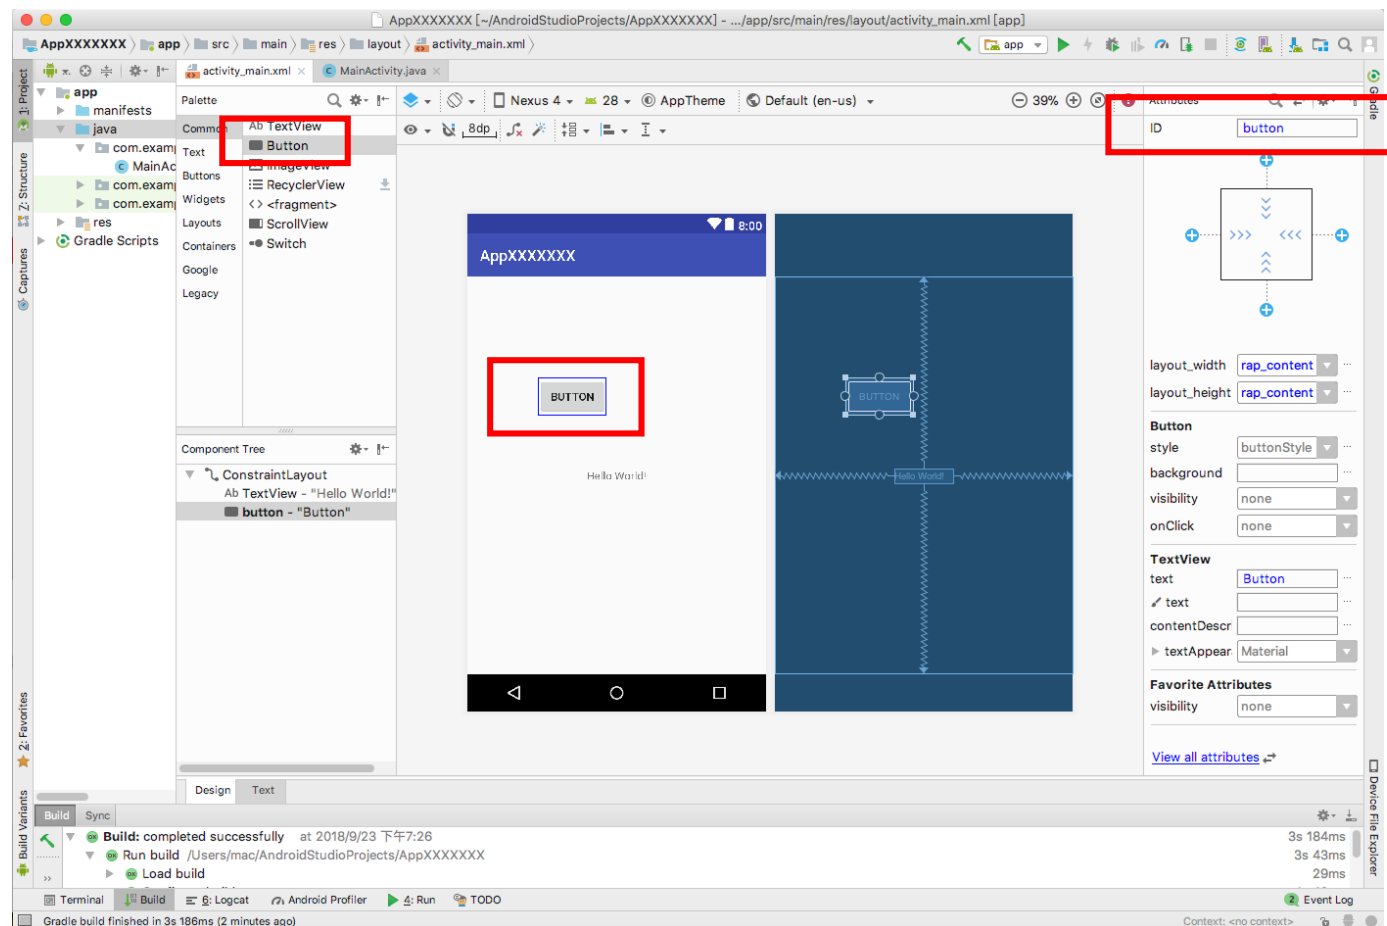 AppXXXXXXX [~/AndroidStudioProjects/AppXXXXXXX] - .../app/src/main/res/layout/activity_main.xml [app]
AppXXXXXXX app src main res layout activity_main.xml
app
1: Project
Z: Structure
Captures
2: Favorites
Build Variants
app
manifests
java
com.exam
MainAc
com.exam
com.exam
res
Gradle Scripts
activity_main.xml MainActivity.java
Palette
Common
Text
Buttons
Widgets
Layouts
Containers
Google
Legacy
Ab TextView
Button
ImageView
RecyclerView
<fragment>
ScrollView
Switch
Component Tree
ConstraintLayout
Ab TextView - "Hello World!"
button - "Button"
Nexus 4 28 AppTheme Default (en-us) 39%
8dp
8:00
AppXXXXXXX
BUTTON
Hello World!
BUTTON
Hello World!
Attributes
ID button
layout_width rap_content
layout_height rap_content
Button
style buttonStyle
background
visibility none
onClick none
TextView
text Button
text
contentDescr
textAppear Material
Favorite Attributes
visibility none
View all attributes
Gradle
Device File Explorer
Design Text
Build Sync
Build: completed successfully at 2018/9/23 下午7:26 3s 184ms
Run build /Users/mac/AndroidStudioProjects/AppXXXXXXX 3s 43ms
Load build 29ms
Terminal Build 6: Logcat Android Profiler 4: Run TODO 2 Event Log
Gradle build finished in 3s 186ms (2 minutes ago) Context: <no context>